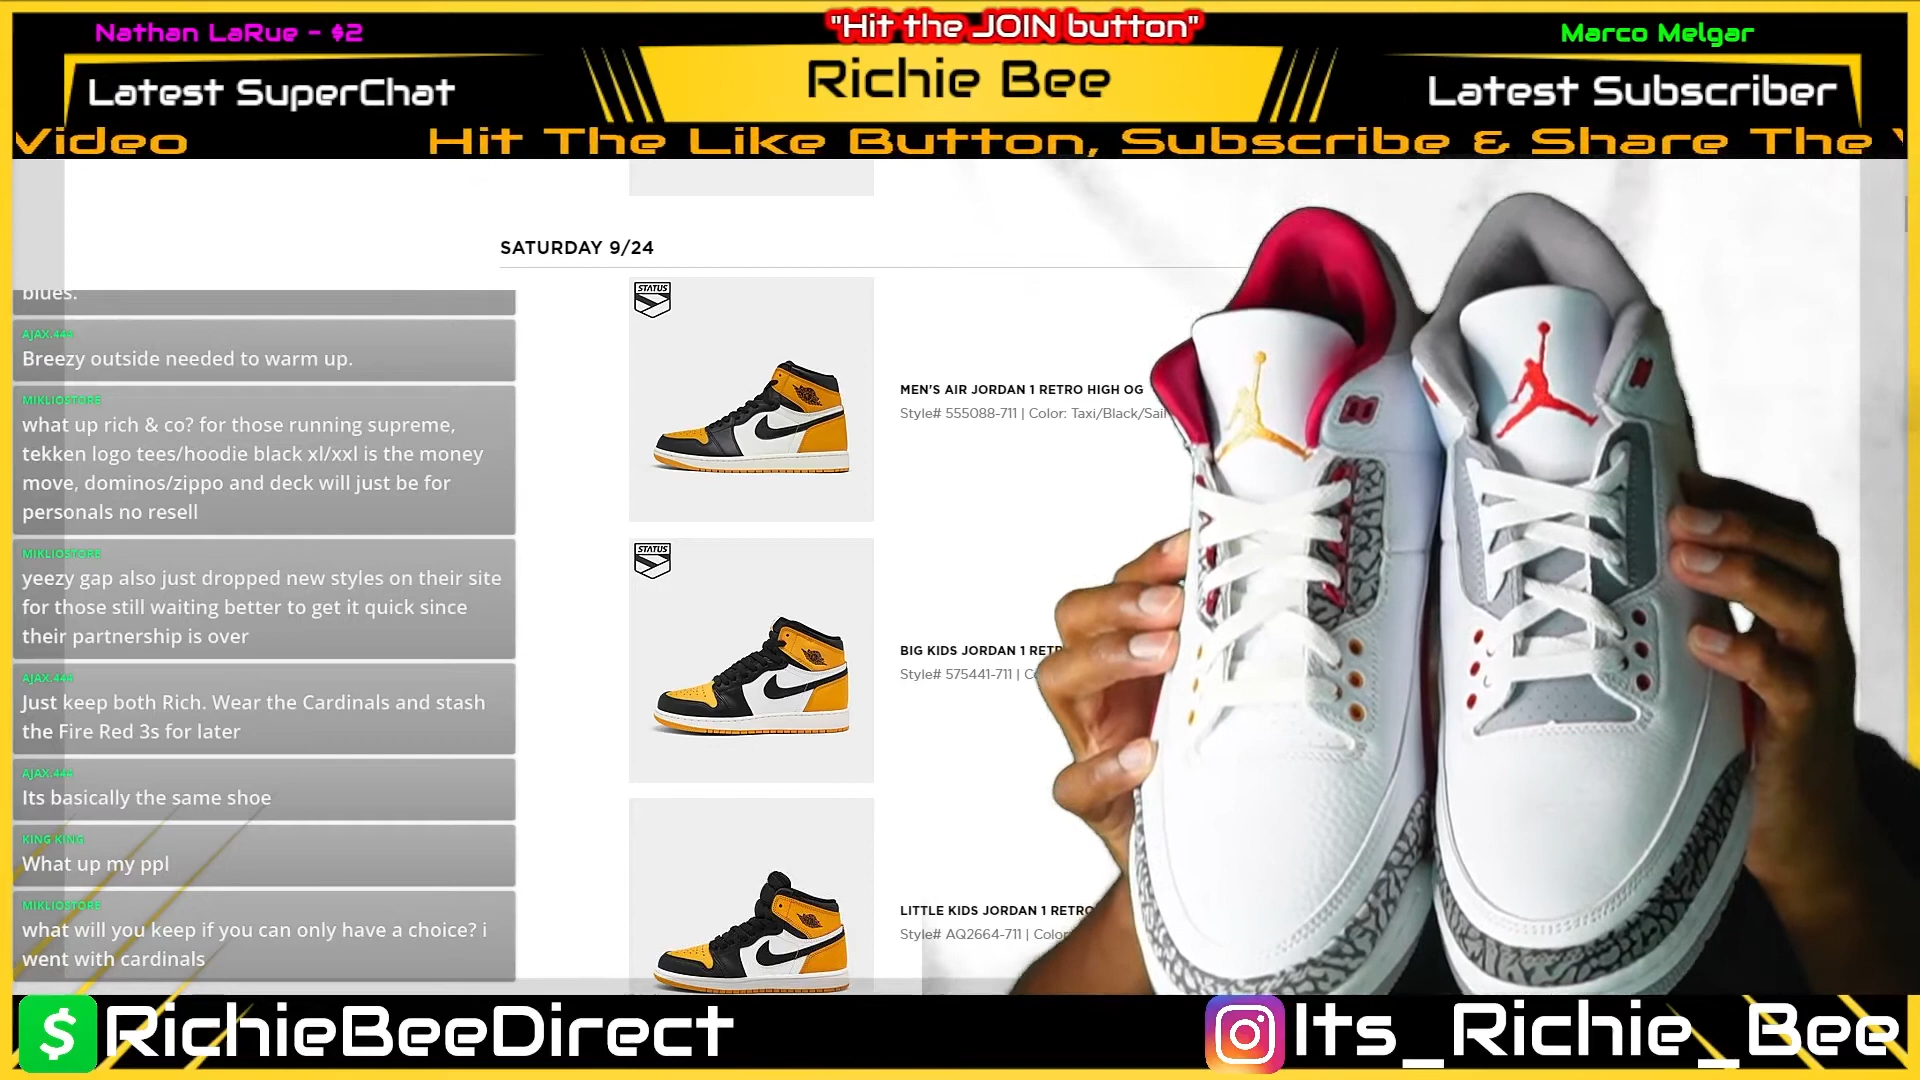 Nathan LaRue - $2
"Hit the JOIN button"
Marco Melgar
Latest SuperChat
Richie Bee
Latest Subscriber
Video Hit The Like Button, Subscribe & Share The
SATURDAY 9/24
STATUS
MEN'S AIR JORDAN 1 RETRO HIGH OG
Style# 555088-711 | Color: Taxi/Black/Sail
STATUS
BIG KIDS JORDAN 1 RETR
Style# 575441-711 | Co
LITTLE KIDS JORDAN 1 RETRO
Style# AQ2664-711 | Color
blues.
AJAX.444
Breezy outside needed to warm up.
MIKLIOSTORE
what up rich & co? for those running supreme,
tekken logo tees/hoodie black xl/xxl is the money
move, dominos/zippo and deck will just be for
personals no resell
MIKLIOSTORE
yeezy gap also just dropped new styles on their site
for those still waiting better to get it quick since
their partnership is over
AJAX.444
Just keep both Rich. Wear the Cardinals and stash
the Fire Red 3s for later
AJAX.444
Its basically the same shoe
KING KING
What up my ppl
MIKLIOSTORE
what will you keep if you can only have a choice? i
went with cardinals
$ RichieBeeDirect
Its_Richie_Bee